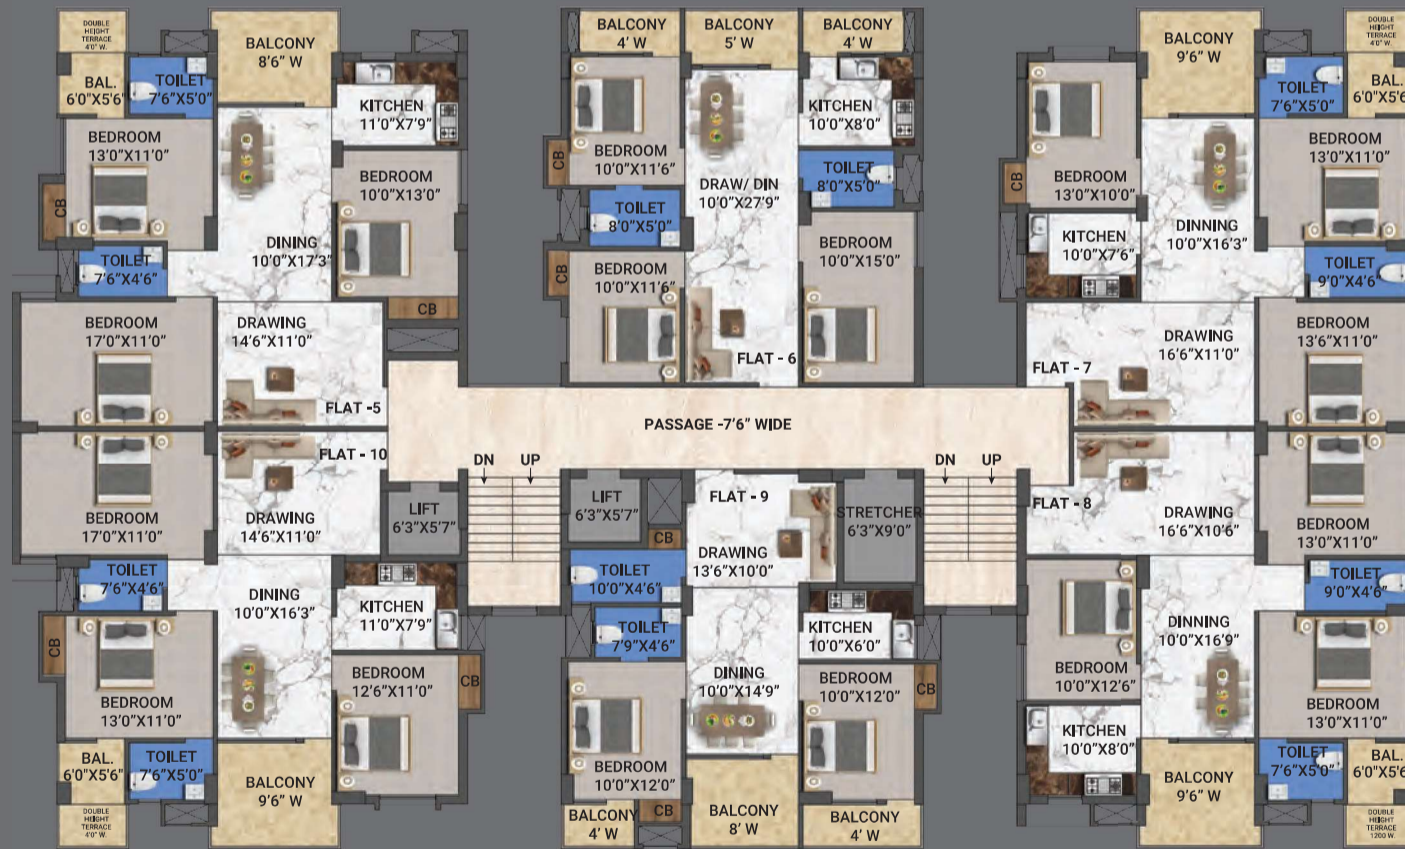 DOUBLE
HEIGHT
TERRACE
4'0" W.
BAL.
6'0"X5'6"
TOILET
7'6"X5'0"
BALCONY
8'6" W
KITCHEN
11'0"X7'9"
BEDROOM
13'0"X11'0"
CB
BEDROOM
10'0"X13'0"
CB
DINING
10'0"X17'3"
TOILET
7'6"X4'6"
BEDROOM
17'0"X11'0"
DRAWING
14'6"X11'0"
FLAT -5
BALCONY
4' W
BALCONY
5' W
BALCONY
4' W
BEDROOM
10'0"X11'6"
CB
KITCHEN
10'0"X8'0"
TOILET
8'0"X5'0"
DRAW/ DIN
10'0"X27'9"
TOILET
8'0"X5'0"
BEDROOM
10'0"X11'6"
CB
BEDROOM
10'0"X15'0"
FLAT - 6
BALCONY
9'6" W
TOILET
7'6"X5'0"
DOUBLE
HEIGHT
TERRACE
4'0" W.
BAL.
6'0"X5'6
BEDROOM
13'0"X10'0"
CB
BEDROOM
13'0"X11'0"
KITCHEN
10'0"X7'6"
DINNING
10'0"X16'3"
TOILET
9'0"X4'6"
DRAWING
16'6"X11'0"
BEDROOM
13'6"X11'0"
FLAT - 7
PASSAGE -7'6" WIDE
FLAT - 10
BEDROOM
17'0"X11'0"
DRAWING
14'6"X11'0"
LIFT
6'3"X5'7"
DN
UP
TOILET
7'6"X4'6"
DINING
10'0"X16'3"
KITCHEN
11'0"X7'9"
CB
BEDROOM
13'0"X11'0"
BEDROOM
12'6"X11'0"
CB
BAL.
6'0"X5'6"
TOILET
7'6"X5'0"
BALCONY
9'6" W
DOUBLE
HEIGHT
TERRACE
4'0" W.
LIFT
6'3"X5'7"
CB
FLAT - 9
DRAWING
13'6"X10'0"
STRETCHER
6'3"X9'0"
DN
UP
TOILET
10'0"X4'6"
TOILET
7'9"X4'6"
KITCHEN
10'0"X6'0"
DINING
10'0"X14'9"
BEDROOM
10'0"X12'0"
CB
BEDROOM
10'0"X12'0"
CB
BALCONY
4' W
BALCONY
8' W
BALCONY
4' W
FLAT - 8
DRAWING
16'6"X10'6"
BEDROOM
13'0"X11'0"
TOILET
9'0"X4'6"
DINNING
10'0"X16'9"
BEDROOM
10'0"X12'6"
BEDROOM
13'0"X11'0"
KITCHEN
10'0"X8'0"
BALCONY
9'6" W
TOILET
7'6"X5'0"
BAL.
6'0"X5'6
DOUBLE
HEIGHT
TERRACE
1200 W.